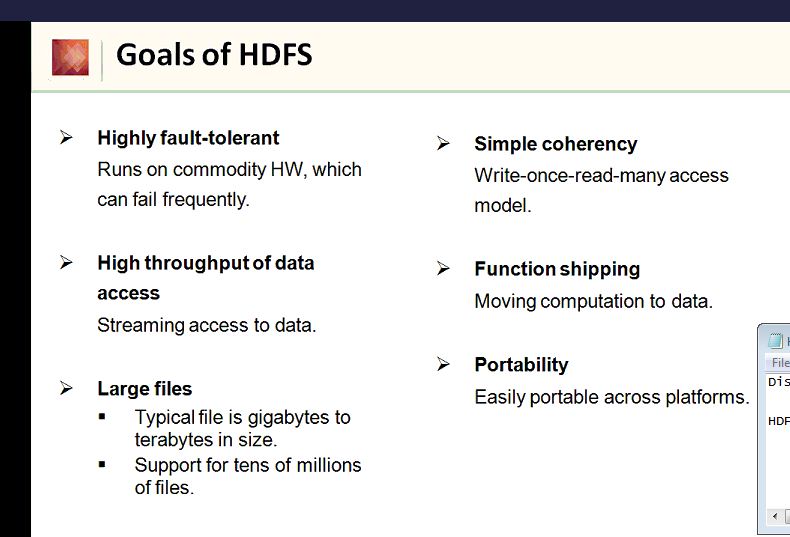 Goals of HDFS
Highly fault-tolerant
Runs on commodity HW, which
can fail frequently.
High throughput of data
access
Streaming access to data.
Large files
Typical file is gigabytes to
terabytes in size.
Support for tens of millions
of files.
Simple coherency
Write-once-read-many access
model.
Function shipping
Moving computation to data.
Portability
Easily portable across platforms.
File